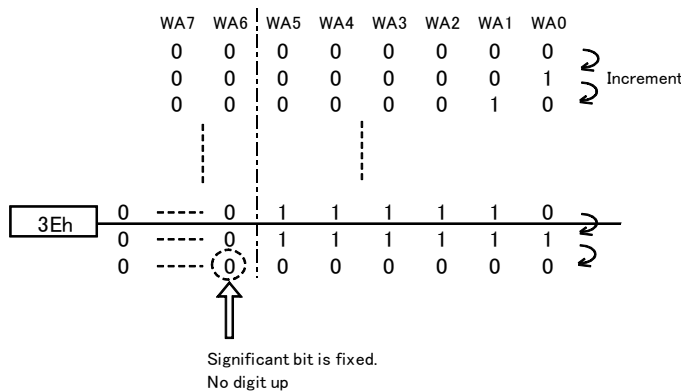 WA7 WA6 WA5 WA4 WA3 WA2 WA1 WA0
0 0 0 0 0 0 0 0
0 0 0 0 0 0 0 1
Increment
0 0 0 0 0 0 1 0
0 0 1 1 1 1 1 0
3Eh
0 0 1 1 1 1 1 1
0 0 0 0 0 0 0 0
Significant bit is fixed.
No digit up